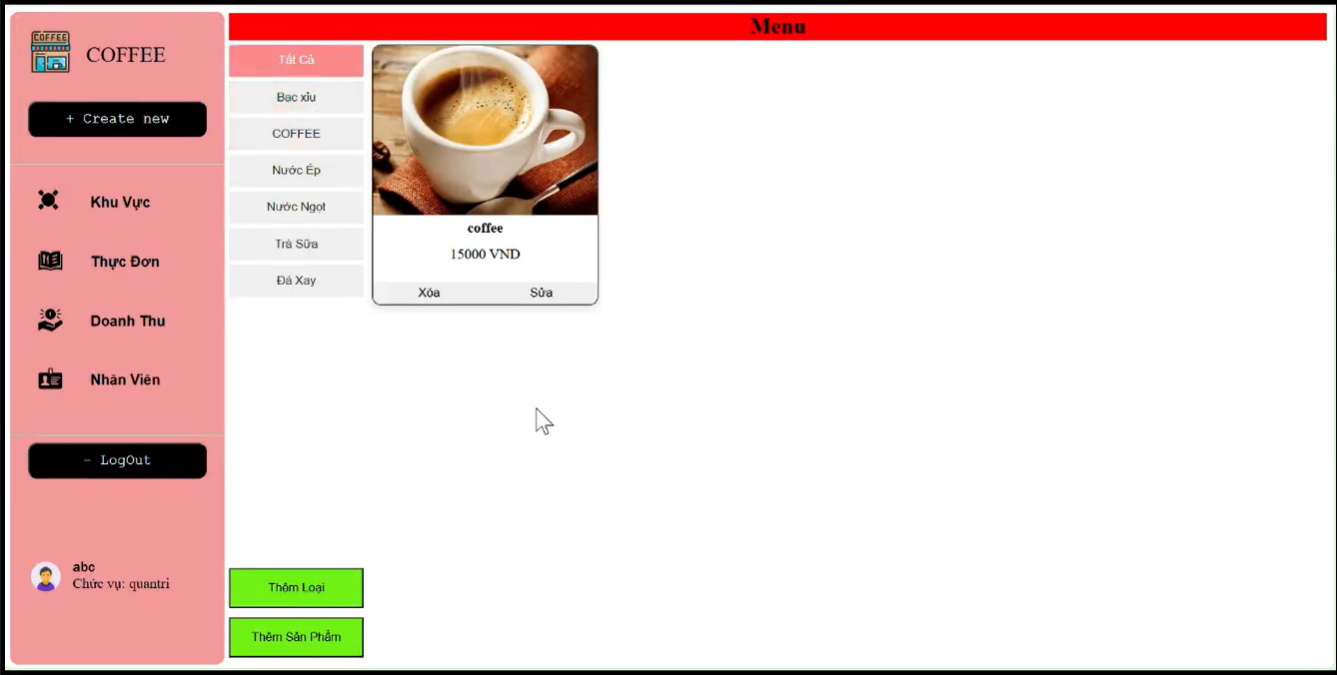 COFFEE
COFFEE
+ Create new
Khu Vực
Thực Đơn
Doanh Thu
Nhân Viên
- LogOut
abc
Chức vụ: quantri
Menu
Tất Cả
Bac xỉu
COFFEE
Nước Ép
Nước Ngọt
Trà Sữa
Đá Xay
Thêm Loại
Thêm Sản Phẩm
coffee
15000 VND
Xóa Sửa